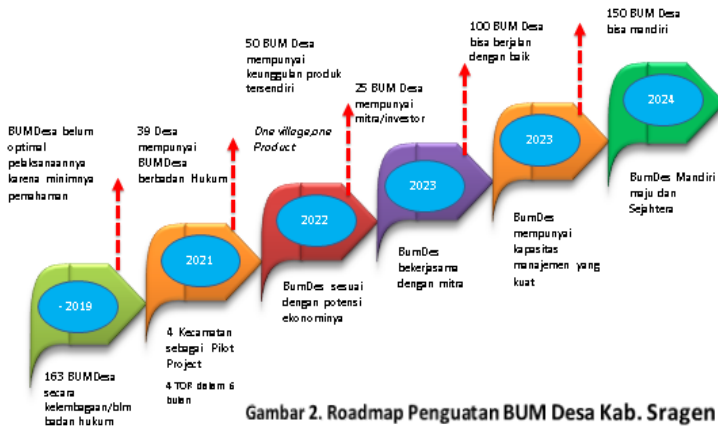 BUMDesa belum
optimal
pelaksanaannya
karena minimnya
pemahaman
- 2019
163 BUMDesa
secara
kelembagaan/blm
badan hukum
39 Desa
mempunyai
BUMDesa
berbadan Hukum
2021
4 Kecamatan
sebagai Pilot
Project
4 TOR dalam 6
bulan
50 BUM Desa
mempunyai
keunggulan produk
tersendiri
One village,one
Product
2022
BumDes sesuai
dengan potensi
ekonominya
25 BUM Desa
mempunyai
mitra/investor
2023
BumDes
bekerjasama
dengan mitra
100 BUM Desa
bisa berjalan
dengan baik
2023
BumDes
mempunyai
kapasitas
manajemen yang
kuat
150 BUM Desa
bisa mandiri
2024
BumDes Mandiri
maju dan
Sejahtera
Gambar 2. Roadmap Penguatan BUM Desa Kab. Sragen